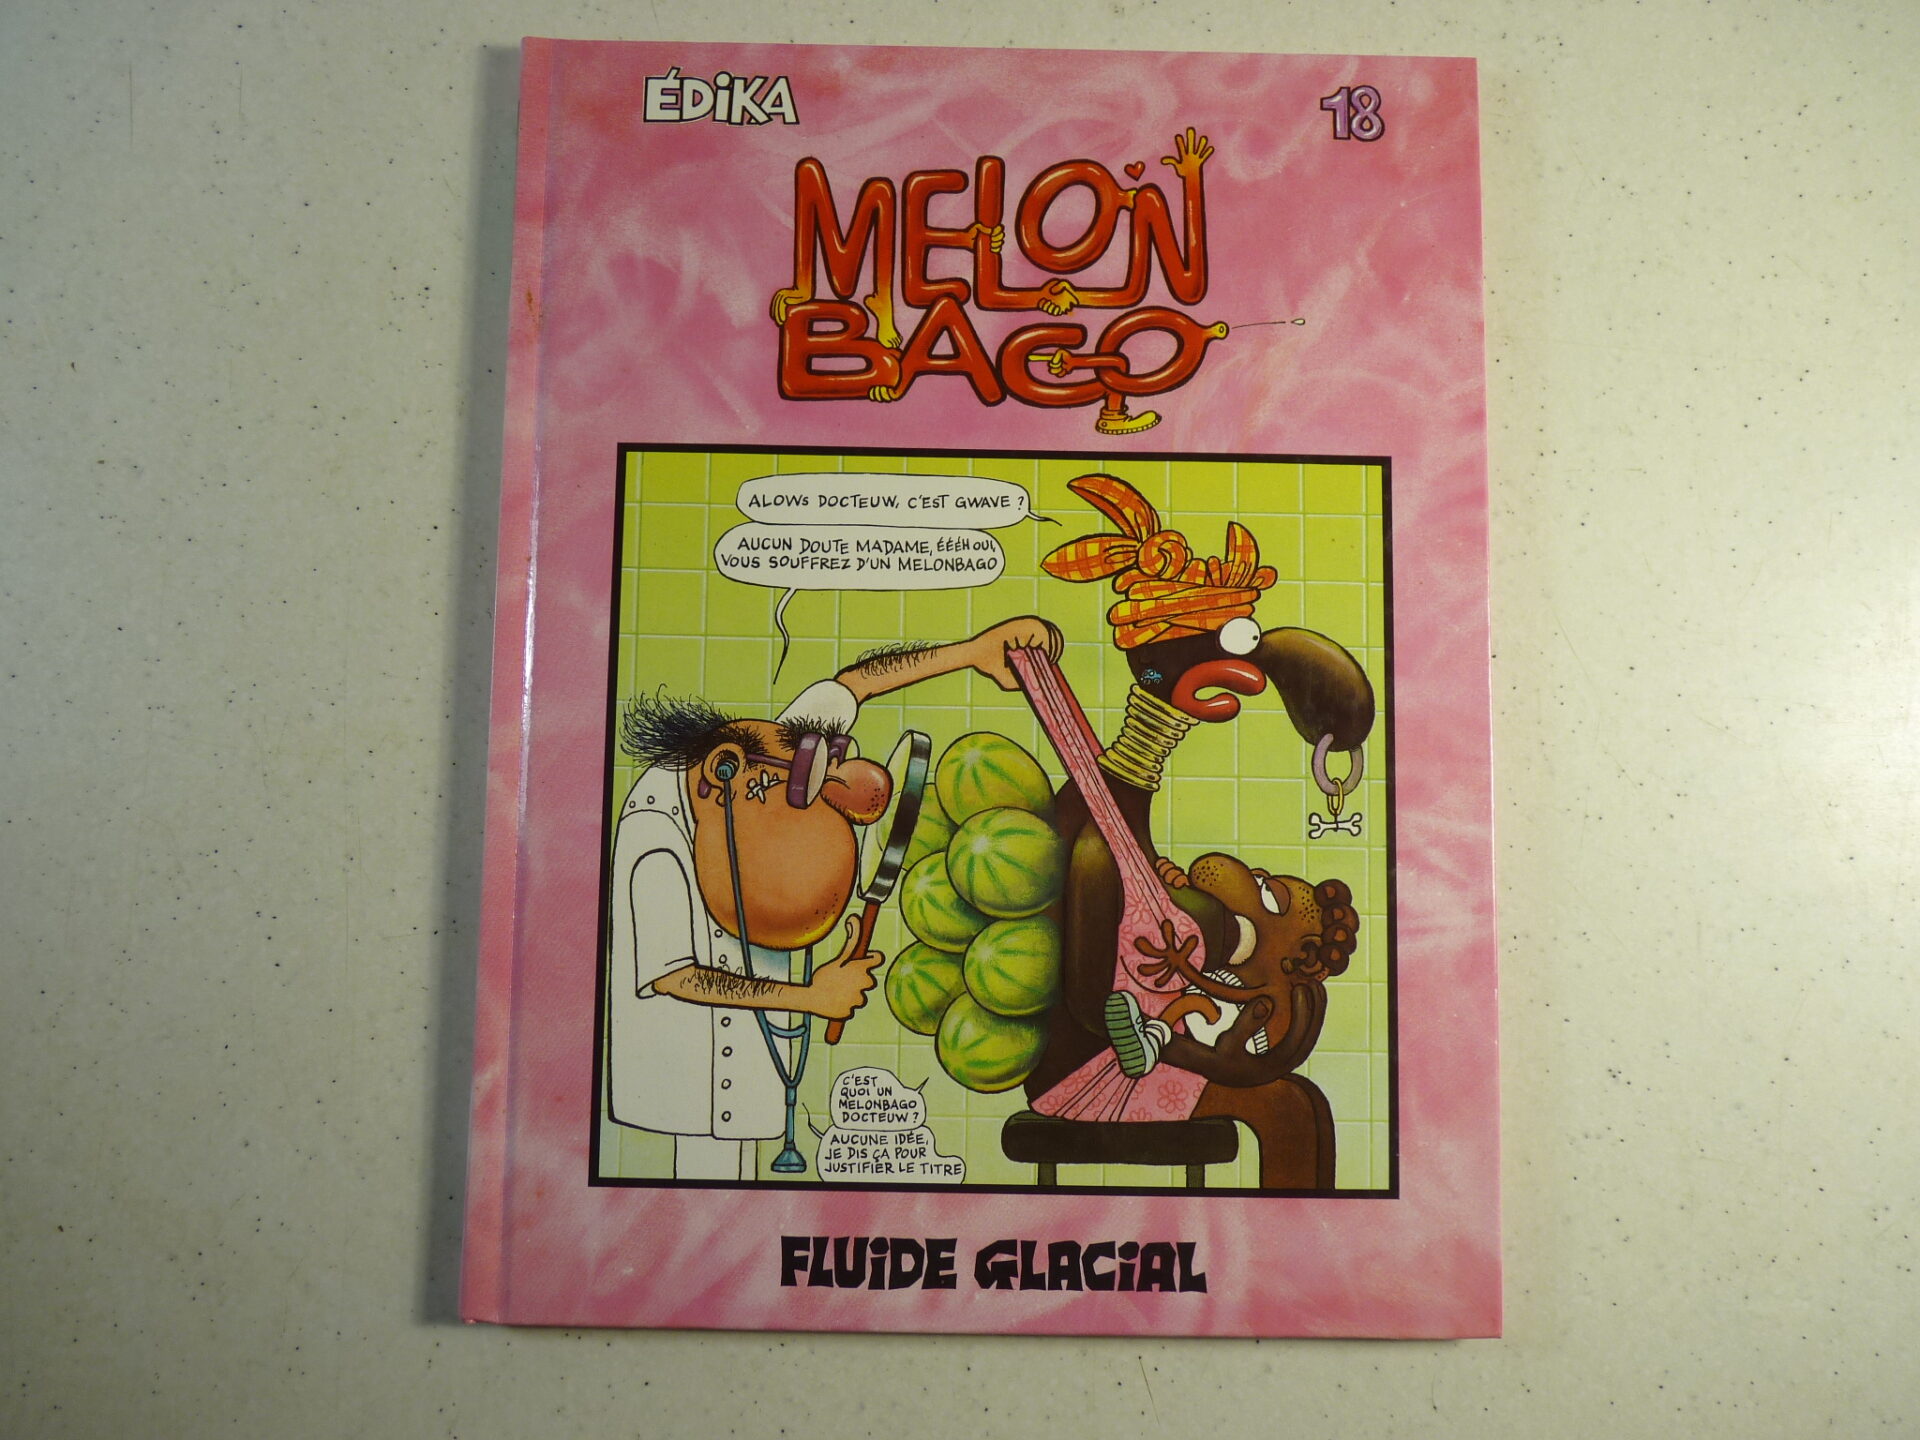 ÉDiKA
18
MELON
BAGO
ALOWS DOCTEUW, C'EST GWAVE ?
AUCUN DOUTE MADAME, ÉÉÉH OUI,
VOUS SOUFFREZ D'UN MELONBAGO
C'EST
QUOI UN
MELONBAGO
DOCTEUW ?
AUCUNE IDÉE,
JE DIS ÇA POUR
JUSTIFIER LE TITRE
FLUiDE GLACiAL